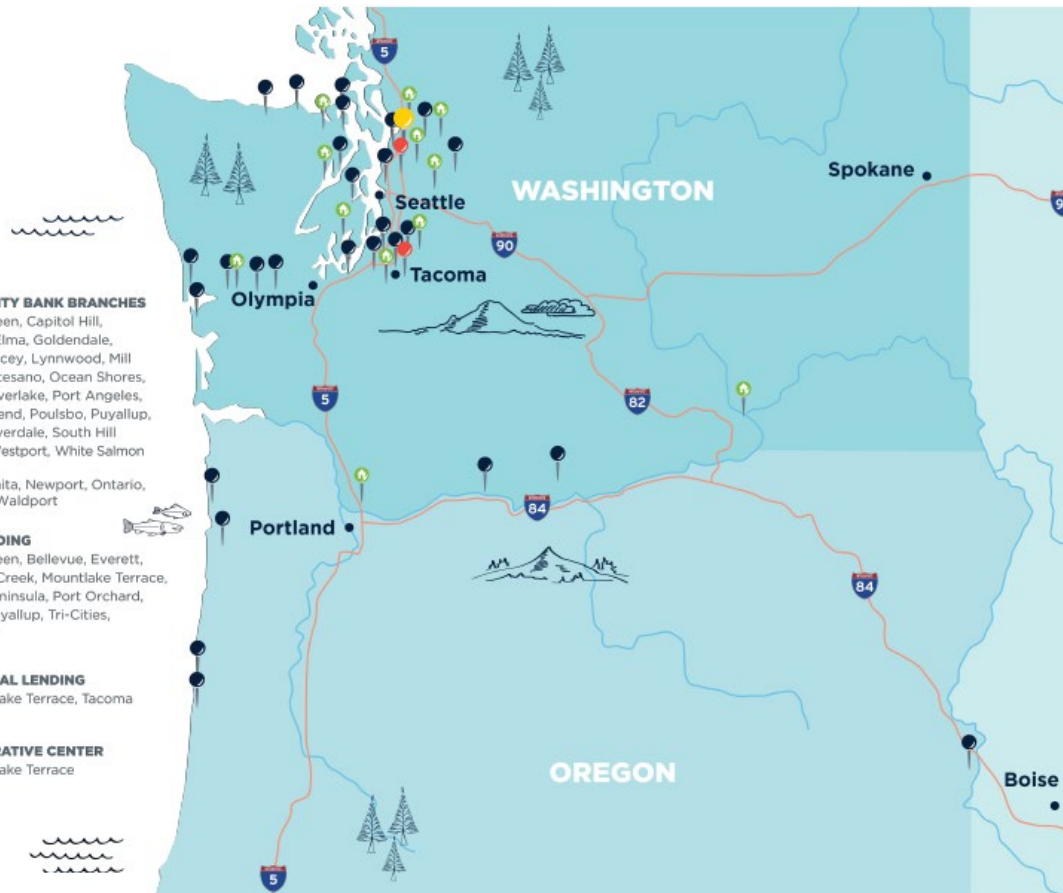 5
WASHINGTON
Spokane
Seattle
90
9
Tacoma
Olympia
TY BANK BRANCHES
een, Capitol Hill,
Elma, Goldendale,
cey, Lynnwood, Mill
tesano, Ocean Shores,
verlake, Port Angeles,
end, Poulsbo, Puyallup,
verdale, South Hill
Westport, White Salmon
ita, Newport, Ontario,
Waldport
5
82
84
Portland
DING
een, Bellevue, Everett,
Creek, Mountlake Terrace,
ninsula, Port Orchard,
yallup, Tri-Cities,
84
AL LENDING
ake Terrace, Tacoma
RATIVE CENTER
ake Terrace
OREGON
Boise
5